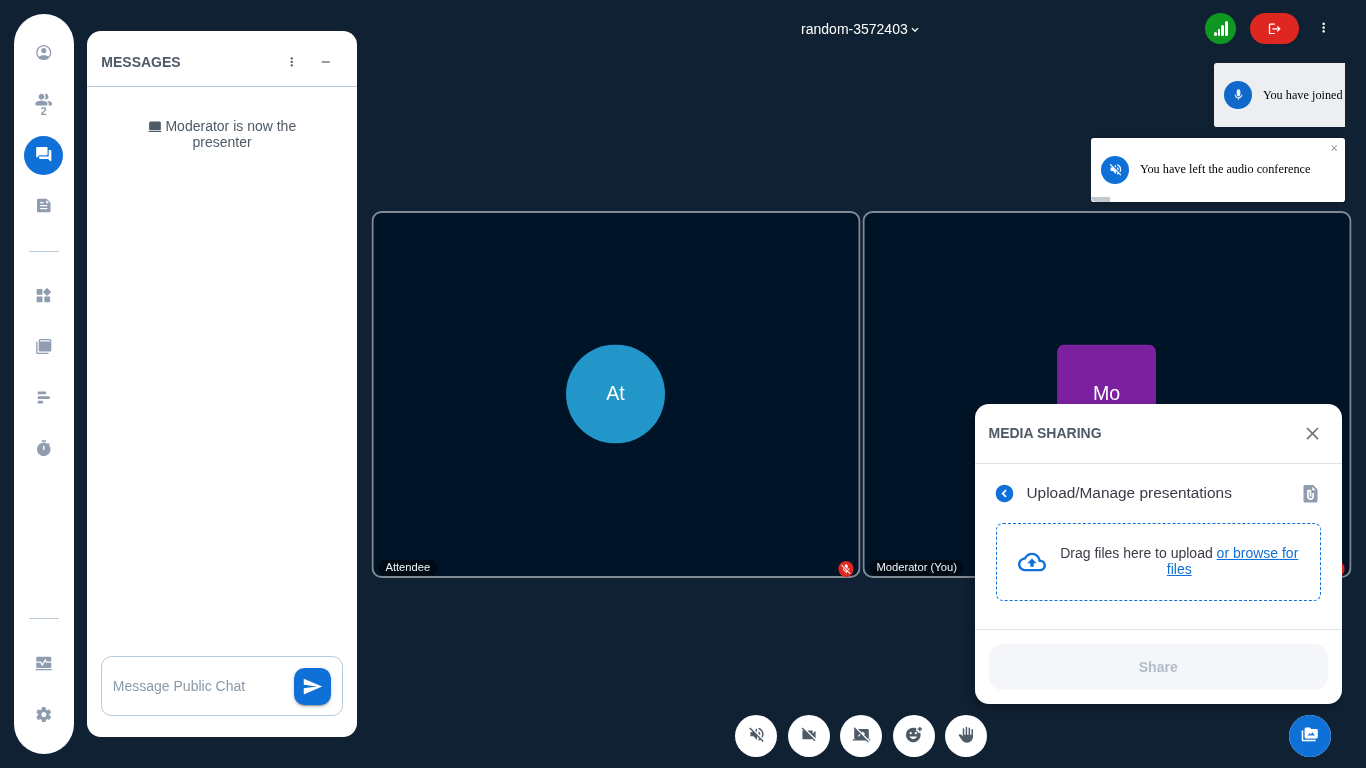 random-3572403
2
MESSAGES
Moderator is now the
presenter
Message Public Chat
You have joined
You have left the audio conference
At
Attendee
Mo
Moderator (You)
MEDIA SHARING
Upload/Manage presentations
Drag files here to upload or browse for
files
Share